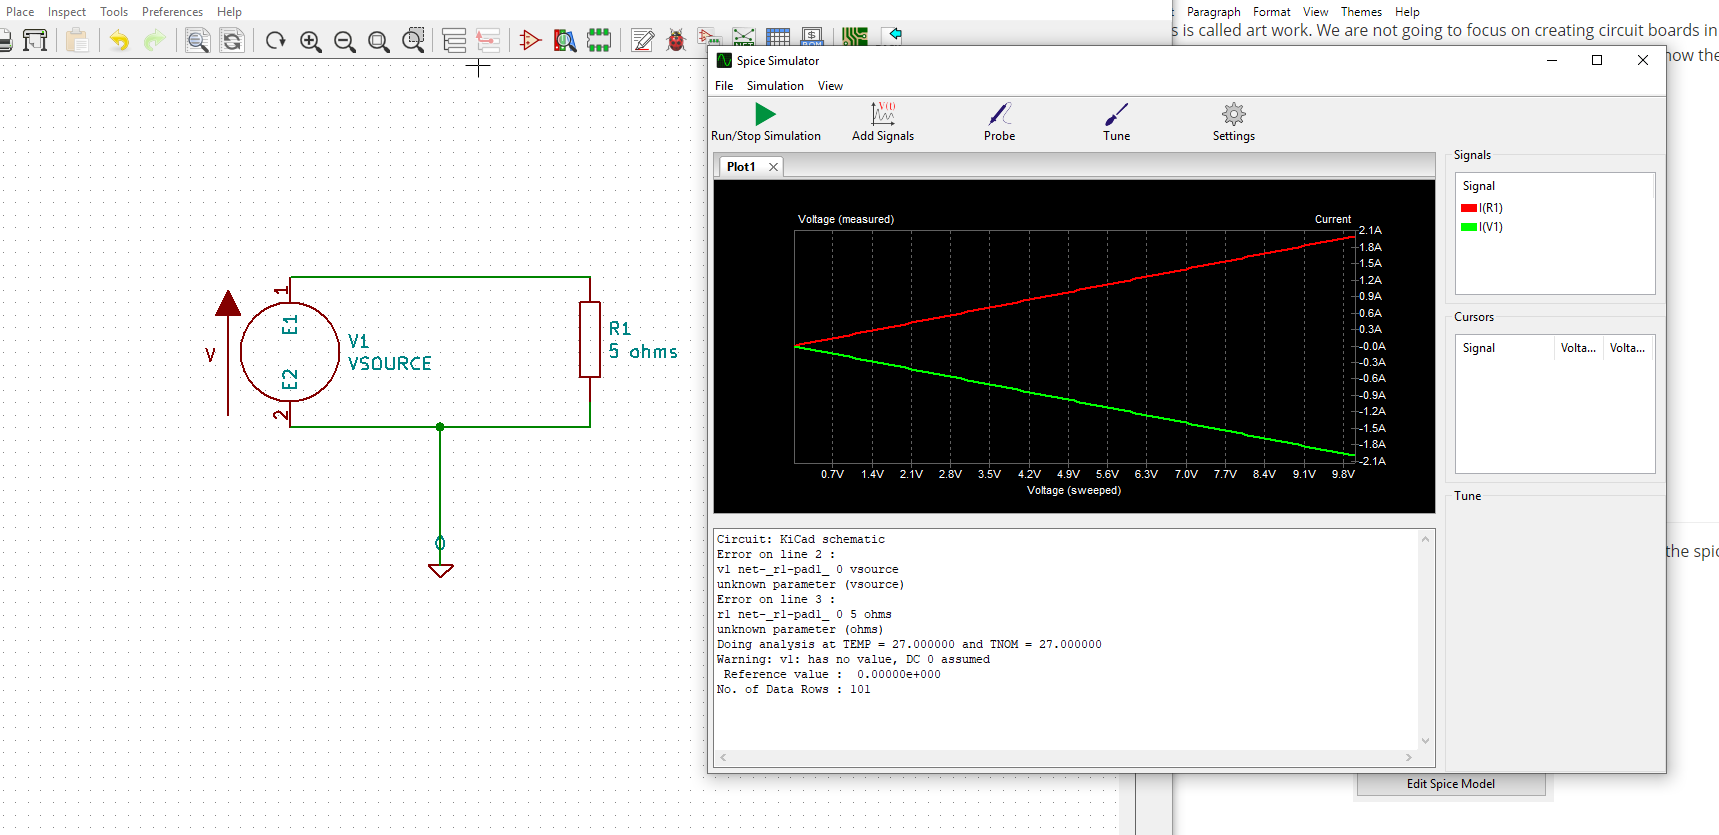 Place Inspect Tools Preferences Help
Paragraph Format View Themes Help
s is called art work. We are not going to focus on creating circuit boards in
now the
Spice Simulator
File Simulation View
Run/Stop Simulation Add Signals Probe Tune Settings
Plot1
Voltage (measured)
Current
2.1A
1.8A
1.5A
1.2A
0.9A
0.6A
0.3A
-0.0A
-0.3A
-0.6A
-0.9A
-1.2A
-1.5A
-1.8A
-2.1A
0.7V 1.4V 2.1V 2.8V 3.5V 4.2V 4.9V 5.6V 6.3V 7.0V 7.7V 8.4V 9.1V 9.8V
Voltage (sweeped)
Signals
Signal
I(R1)
I(V1)
Cursors
Signal Volta... Volta...
Tune
Circuit: KiCad schematic
Error on line 2 :
v1 net-_r1-pad1_ 0 vsource
unknown parameter (vsource)
Error on line 3 :
r1 net-_r1-pad1_ 0 5 ohms
unknown parameter (ohms)
Doing analysis at TEMP = 27.000000 and TNOM = 27.000000
Warning: v1: has no value, DC 0 assumed
Reference value : 0.00000e+000
No. of Data Rows : 101
1
E1
V
E2
2
V1
VSOURCE
R1
5 ohms
0
the spic
Edit Spice Model